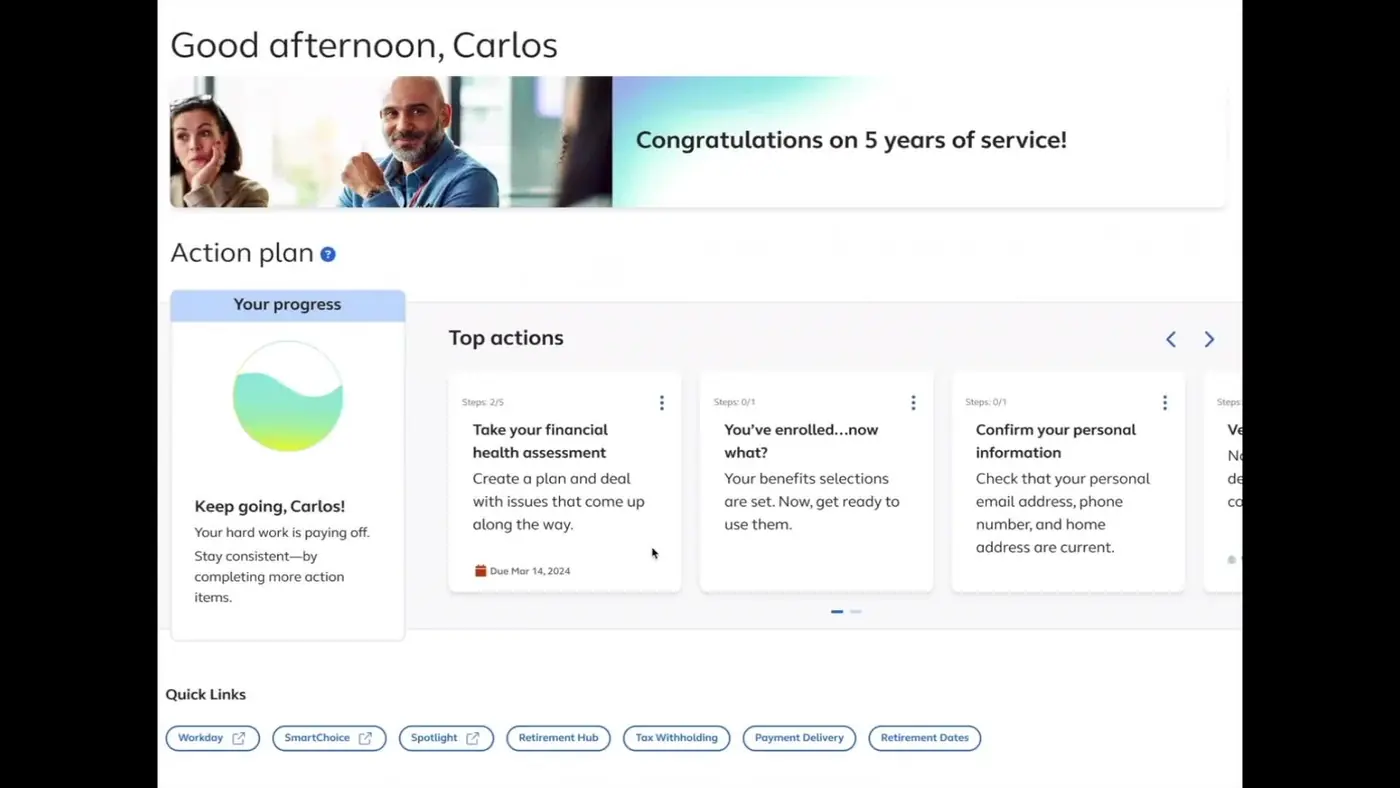 Good afternoon, Carlos
Congratulations on 5 years of service!
Action plan ?
Your progress
Keep going, Carlos!
Your hard work is paying off.
Stay consistent—by
completing more action
items.
Top actions
Steps: 2/5
Take your financial
health assessment
Create a plan and deal
with issues that come up
along the way.
Due Mar 14, 2024
Steps: 0/1
You've enrolled...now
what?
Your benefits selections
are set. Now, get ready to
use them.
Steps: 0/1
Confirm your personal
information
Check that your personal
email address, phone
number, and home
address are current.
Steps:
Quick Links
Workday
SmartChoice
Spotlight
Retirement Hub
Tax Withholding
Payment Delivery
Retirement Dates